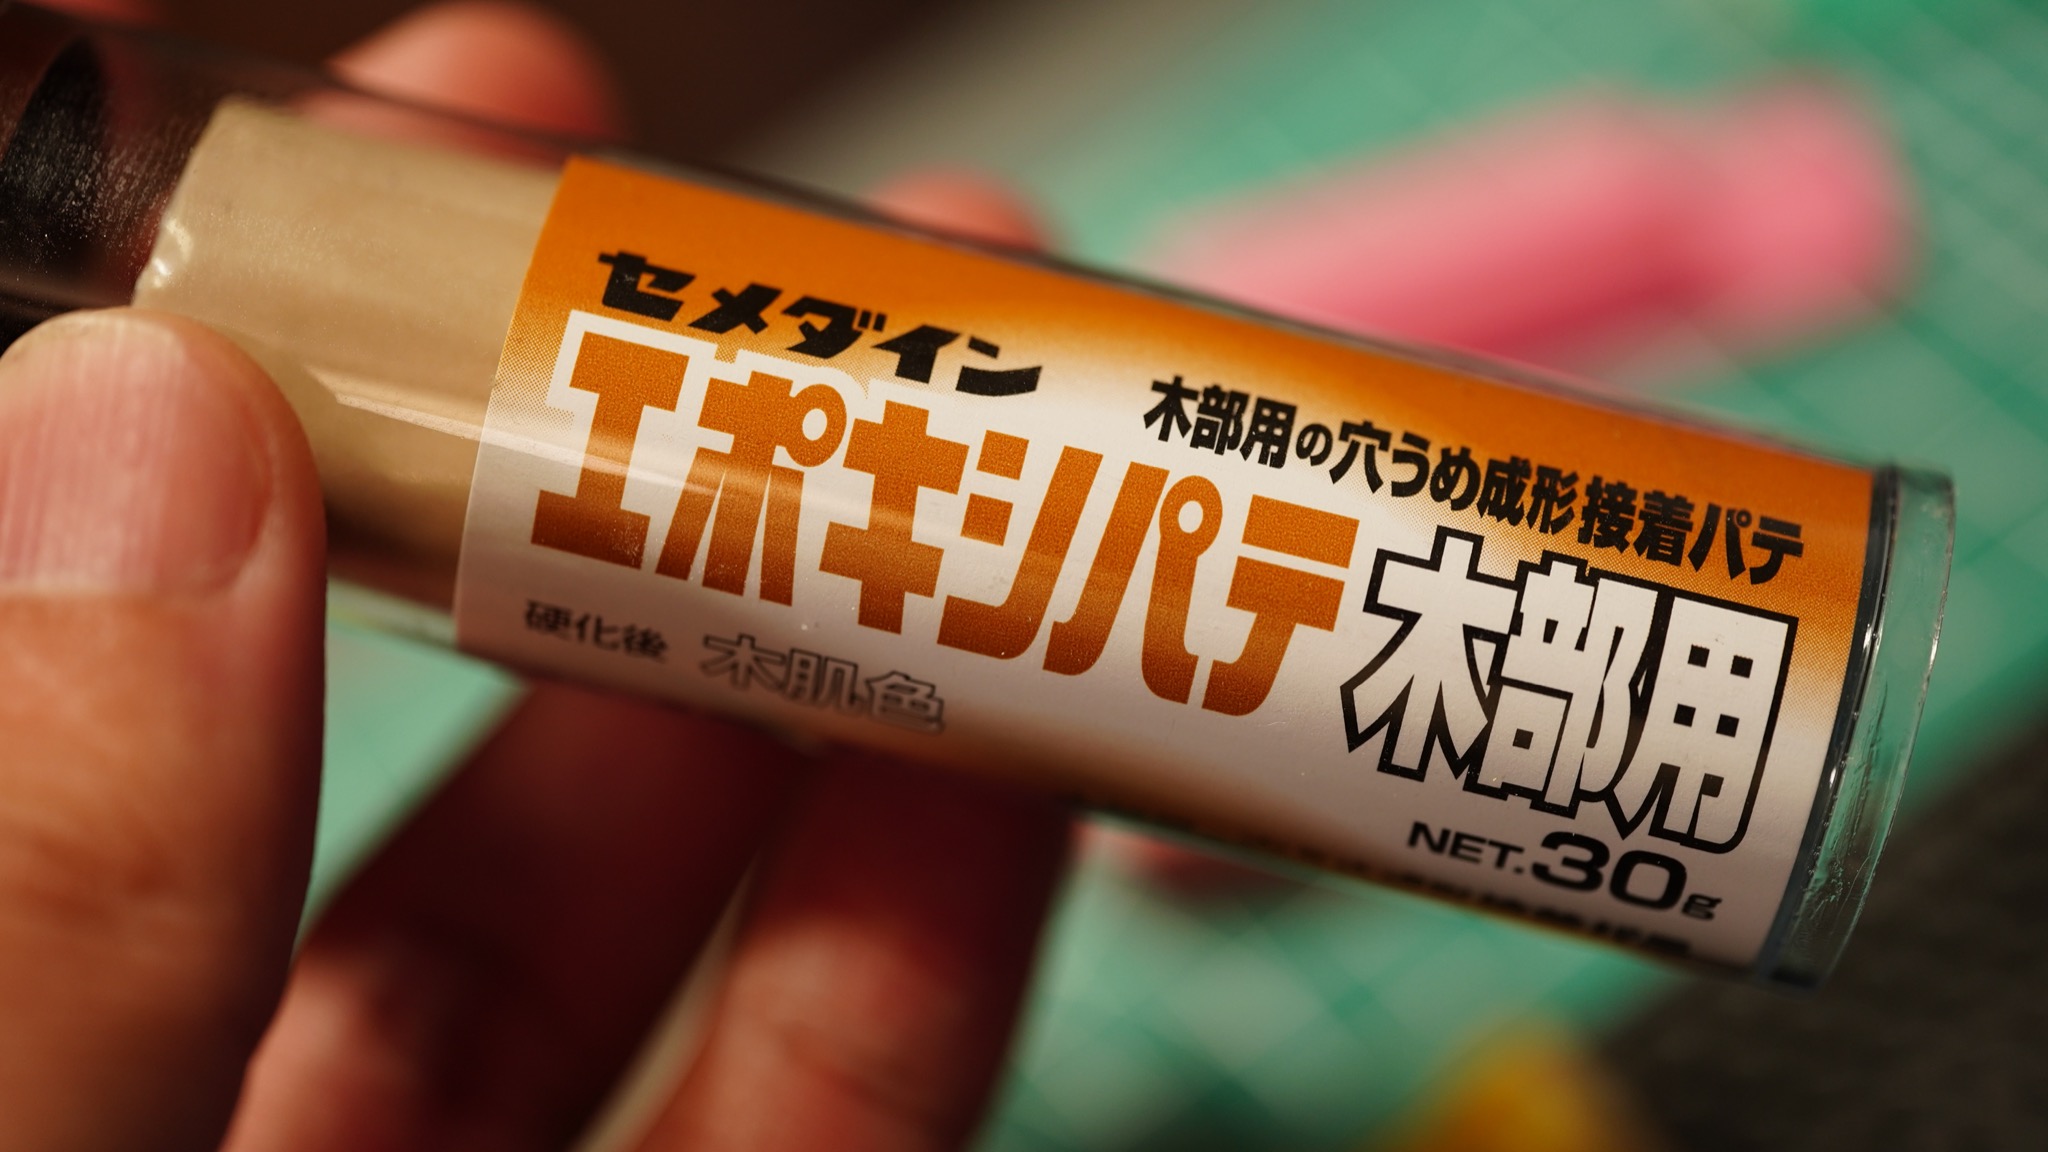 セメダイン
木部用の穴うめ成形接着パテ
エポキシパテ 木部用
硬化後 木肌色
NET.30g